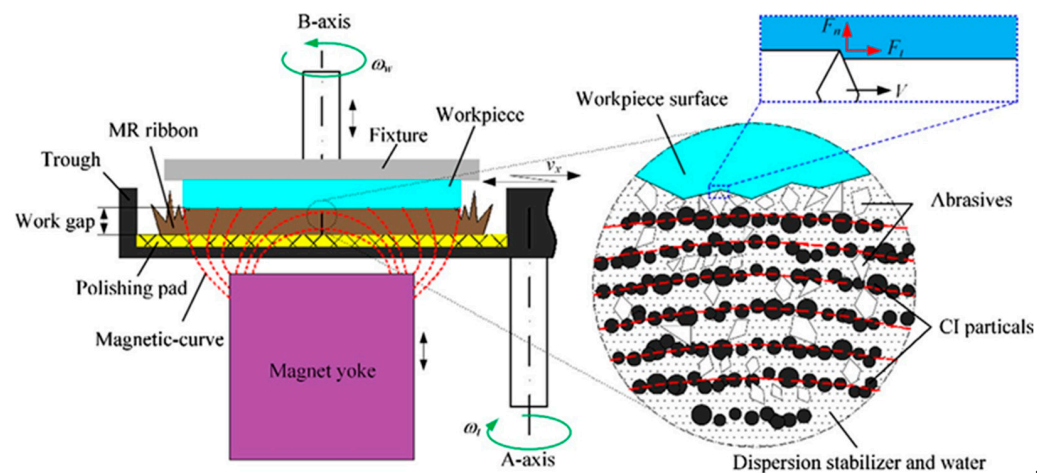 B-axis
ωw
MR ribbon
Workpiece
Fixture
Trough
vx
Work gap
Polishing pad
Magnetic-curve
Magnet yoke
ωt
A-axis
Fn
Ft
V
Workpiece surface
Abrasives
CI particals
Dispersion stabilizer and water